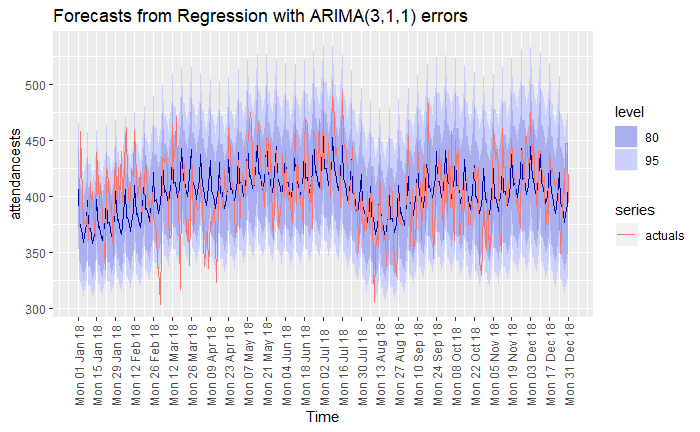 Forecasts from Regression with ARIMA(3,1,1) errors
attendancests
500
450
400
350
300
Mon 01 Jan 18
Mon 15 Jan 18
Mon 29 Jan 18
Mon 12 Feb 18
Mon 26 Feb 18
Mon 12 Mar 18
Mon 26 Mar 18
Mon 09 Apr 18
Mon 23 Apr 18
Mon 07 May 18
Mon 21 May 18
Mon 04 Jun 18
Mon 18 Jun 18
Mon 02 Jul 18
Mon 16 Jul 18
Mon 30 Jul 18
Mon 13 Aug 18
Mon 27 Aug 18
Mon 10 Sep 18
Mon 24 Sep 18
Mon 08 Oct 18
Mon 22 Oct 18
Mon 05 Nov 18
Mon 19 Nov 18
Mon 03 Dec 18
Mon 17 Dec 18
Mon 31 Dec 18
Time
level
80
95
series
actuals